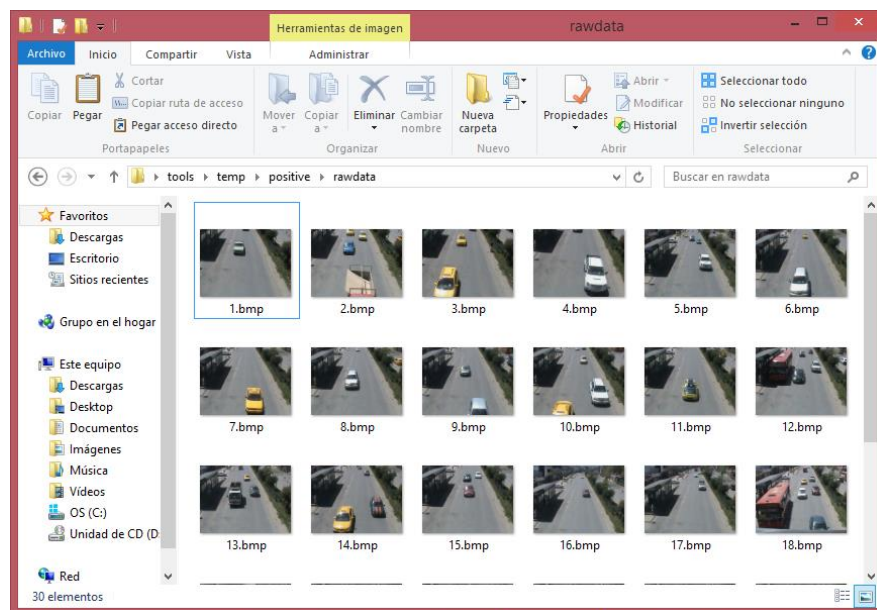 Herramientas de imagen
rawdata
Archivo Inicio Compartir Vista Administrar
Copiar
Pegar
Cortar
Copiar ruta de acceso
Pegar acceso directo
Portapapeles
Mover a
Copiar a
Eliminar
Cambiar nombre
Organizar
Nueva carpeta
Nuevo
Propiedades
Abrir
Modificar
Historial
Abrir
Seleccionar todo
No seleccionar ninguno
Invertir selección
Seleccionar
tools temp positive rawdata
Buscar en rawdata
Favoritos
Descargas
Escritorio
Sitios recientes
Grupo en el hogar
Este equipo
Descargas
Desktop
Documentos
Imágenes
Música
Vídeos
OS (C:)
Unidad de CD (D
Red
1.bmp 2.bmp 3.bmp 4.bmp 5.bmp 6.bmp
7.bmp 8.bmp 9.bmp 10.bmp 11.bmp 12.bmp
13.bmp 14.bmp 15.bmp 16.bmp 17.bmp 18.bmp
30 elementos